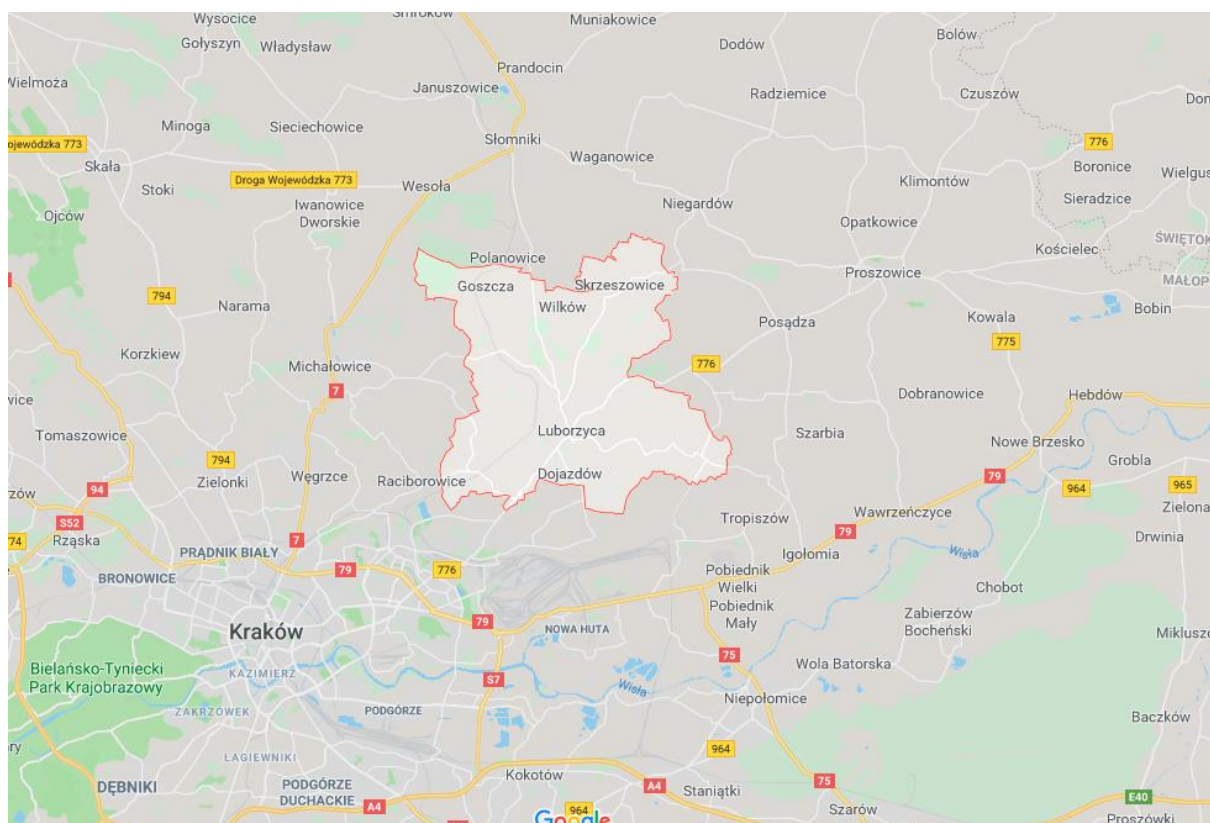 Wysocice
Smroków
Muniakowice
Bolów
Gołyszyn
Władysław
Dodów
Prandocin
Wielmoża
Januszowice
Radziemice
Czuszów
Minoga
Sieciechowice
Słomniki
776
Skała
Waganowice
Boronice
Droga Wojewódzka 773
Wesoła
Klimontów
Stoki
Iwanowice
Dworskie
Niegardów
Sieradzice
Ojców
Opatkowice
Kościelec
Polanowice
Proszowice
Goszcza
Skrzeszowice
794
Narama
Wilków
Posądza
Kowala
Bobin
775
Korzkiew
Michałowice
776
7
Dobranowice
Hebdów
Tomaszowice
Luborzyca
Szarbia
Nowe Brzesko
794
Zielonki
Węgrzce
Raciborowice
Dojazdów
79
Grobla
94
964
965
S52
Rząska
Tropiszów
Wawrzeńczyce
79
Drwinia
7
PRĄDNIK BIAŁY
Igołomia
Wisła
BRONOWICE
79
776
Pobiednik
Wielki
Chobot
Pobiednik
Mały
Zabierzów
Bocheński
Kraków
79
NOWA HUTA
Bielańsko-Tyniecki
Park Krajobrazowy
KAZIMIERZ
S7
75
Wola Batorska
Wisła
Niepołomice
ZAKRZÓWEK
PODGÓRZE
Baczków
ŁAGIEWNIKI
964
Kokotów
DĘBNIKI
PODGÓRZE
DUCHACKIE
A4
A4
Staniątki
75
E40
964
Szarów
Proszówki
Google